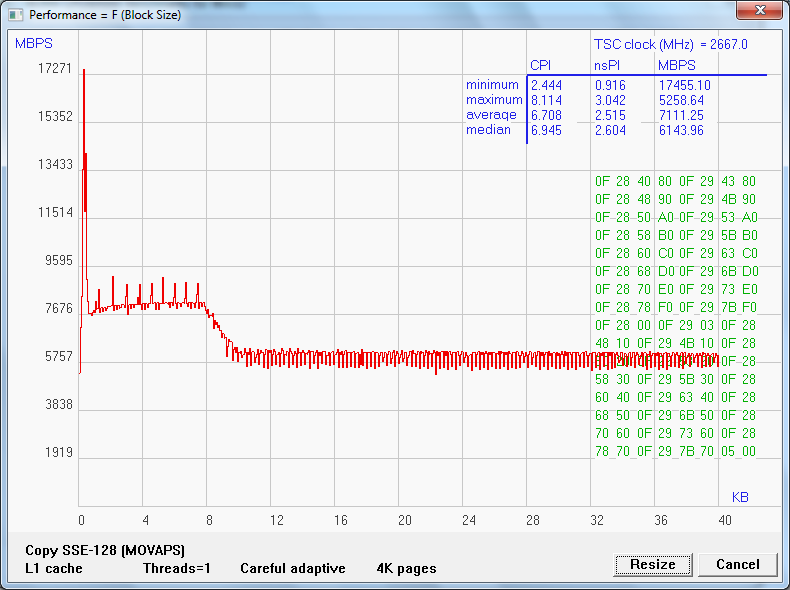 Performance = F (Block Size)
MBPS
TSC clock (MHz) = 2667.0
CPI nsPI MBPS
minimum 2.444 0.916 17455.10
maximum 8.114 3.042 5258.64
average 6.708 2.515 7111.25
median 6.945 2.604 6143.96
17271
15352
13433
11514
9595
7676
5757
3838
1919
0F 28 40 80 0F 29 43 80
0F 28 48 90 0F 29 4B 90
0F 28 50 A0 0F 29 53 A0
0F 28 58 B0 0F 29 5B B0
0F 28 60 C0 0F 29 63 C0
0F 28 68 D0 0F 29 6B D0
0F 28 70 E0 0F 29 73 E0
0F 28 78 F0 0F 29 7B F0
0F 28 00 0F 29 03 0F 28
48 10 0F 29 4B 10 0F 28
0F 28
58 30 0F 29 5B 30 0F 28
60 40 0F 29 63 40 0F 28
68 50 0F 29 6B 50 0F 28
70 60 0F 29 73 60 0F 28
78 70 0F 29 7B 70 05 00
KB
0 4 8 12 16 20 24 28 32 36 40
Copy SSE-128 (MOVAPS)
L1 cache Threads=1 Careful adaptive 4K pages
Resize Cancel